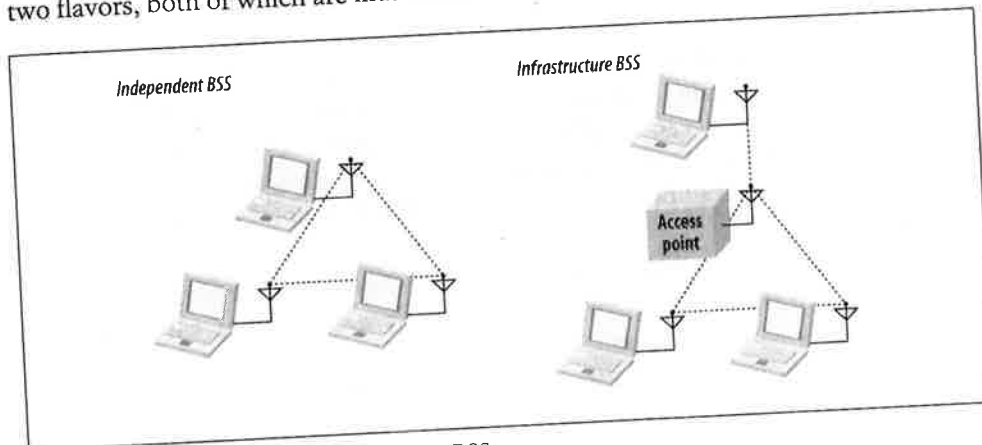 two flavors, both of which are
Independent BSS
Infrastructure BSS
Access
point